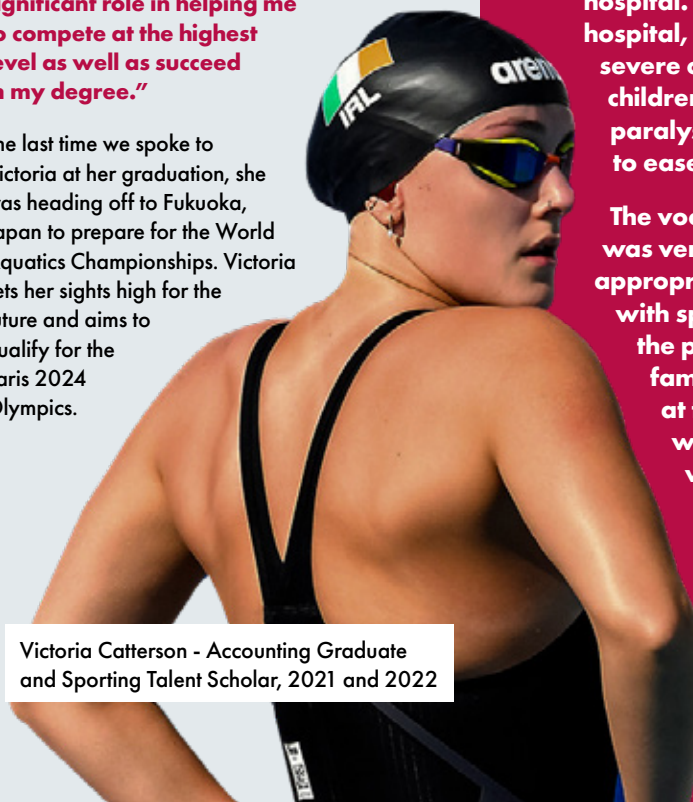 significant role in helping me
to compete at the highest
level as well as succeed
in my degree.”
The last time we spoke to
Victoria at her graduation, she
was heading off to Fukuoka,
Japan to prepare for the World
Aquatics Championships. Victoria
sets her sights high for the
future and aims to
qualify for the
Paris 2024
Olympics.
IRL
aren
hospital.
hospital,
severe
children
paralys
to ease
The voc
was ver
appropr
with sp
the p
fam
at
w
Victoria Catterson - Accounting Graduate
and Sporting Talent Scholar, 2021 and 2022